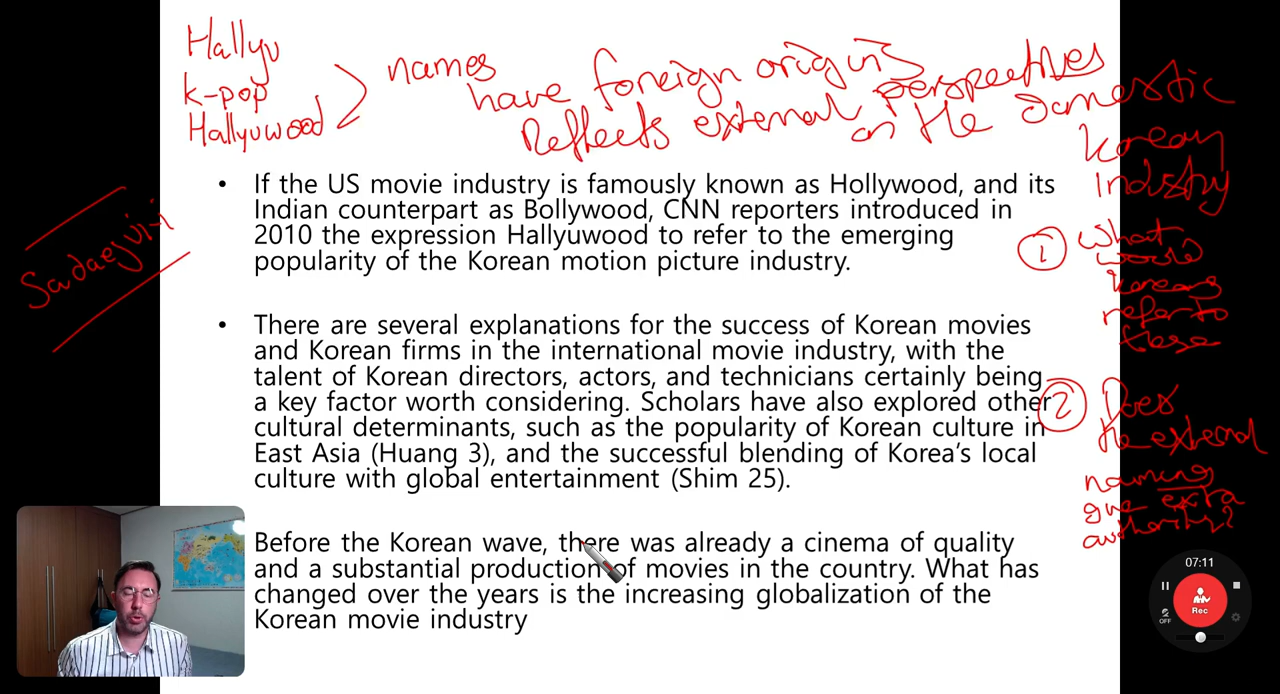 Hallyu
k-pop
Hallyuwood
names
have foreign origins
Reflects external perspectives
on the domestic
Korean
Industry
• If the US movie industry is famously known as Hollywood, and its
Indian counterpart as Bollywood, CNN reporters introduced in
2010 the expression Hallyuwood to refer to the emerging
popularity of the Korean motion picture industry.
• There are several explanations for the success of Korean movies
and Korean firms in the international movie industry, with the
talent of Korean directors, actors, and technicians certainly being
a key factor worth considering. Scholars have also explored other
cultural determinants, such as the popularity of Korean culture in
East Asia (Huang 3), and the successful blending of Korea's local
culture with global entertainment (Shim 25).
Before the Korean wave, there was already a cinema of quality
and a substantial production of movies in the country. What has
changed over the years is the increasing globalization of the
Korean movie industry
1 What
would
Koreans
refer to
these
2 Does
the external
naming
give extra
authority?
07:11
Rec
OFF